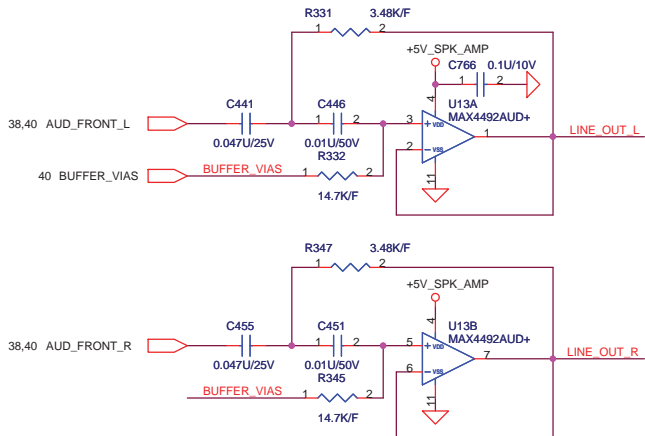 R331 3.48K/F
1 2
+5V_SPK_AMP
C766 0.1U/10V
1 2
C441 C446 4 U13A
MAX4492AUD+
38,40 AUD_FRONT_L 1 2 3 + VDD 1 LINE_OUT_L
0.047U/25V 0.01U/50V 2 - VSS
R332
40 BUFFER_VIAS BUFFER_VIAS 1 2 11
14.7K/F
R347 3.48K/F
1 2
+5V_SPK_AMP
C455 C451 4 U13B
MAX4492AUD+
38,40 AUD_FRONT_R 1 2 5 + VDD 7 LINE_OUT_R
0.047U/25V 0.01U/50V 6 - VSS
R345
BUFFER_VIAS 1 2 11
14.7K/F